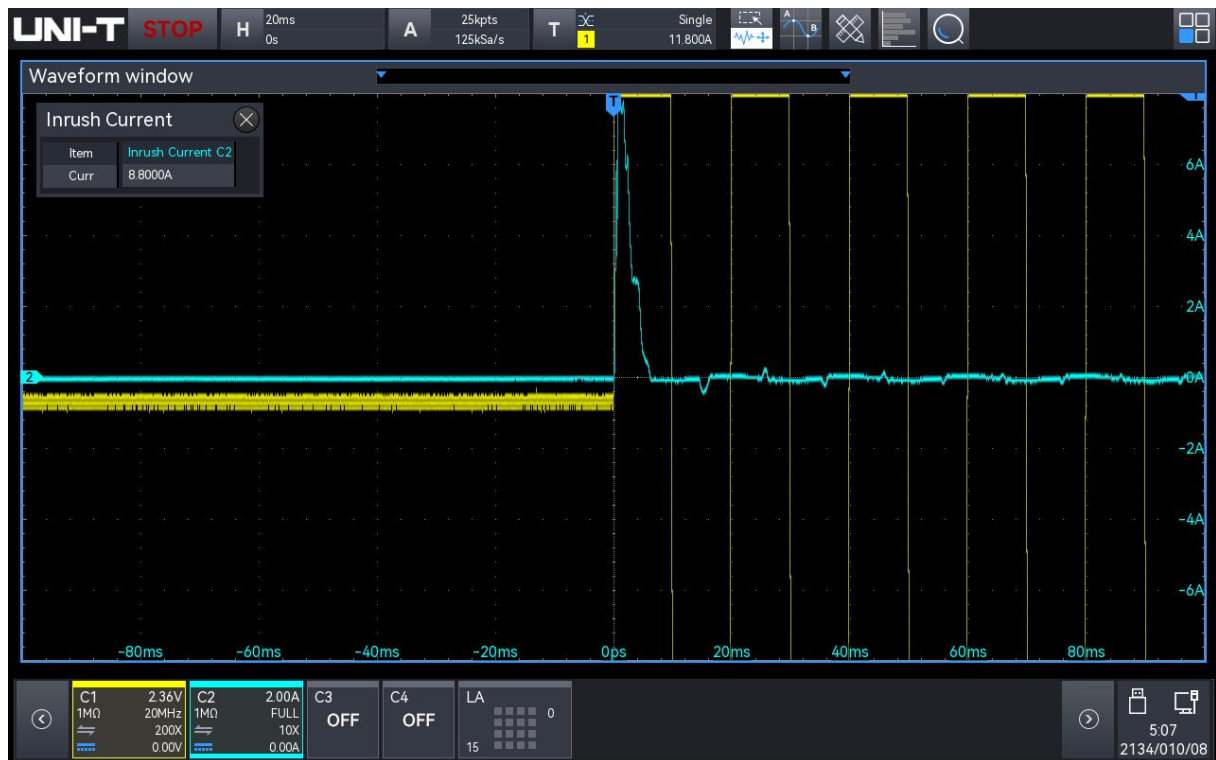 UNI-T STOP H 20ms 0s A 25kpts 125kSa/s T 1 Single 11.800A
Waveform window
T
Inrush Current
Item Inrush Current C2
Curr 8.8000A
6A
4A
2A
2 0A
-2A
-4A
-6A
-80ms -60ms -40ms -20ms 0ps 20ms 40ms 60ms 80ms
C1 2.36V C2 2.00A C3 C4 LA
1MΩ 20MHz 1MΩ FULL OFF OFF 0
200X 10X
0.00V 0.00A 15
5:07
2134/010/08